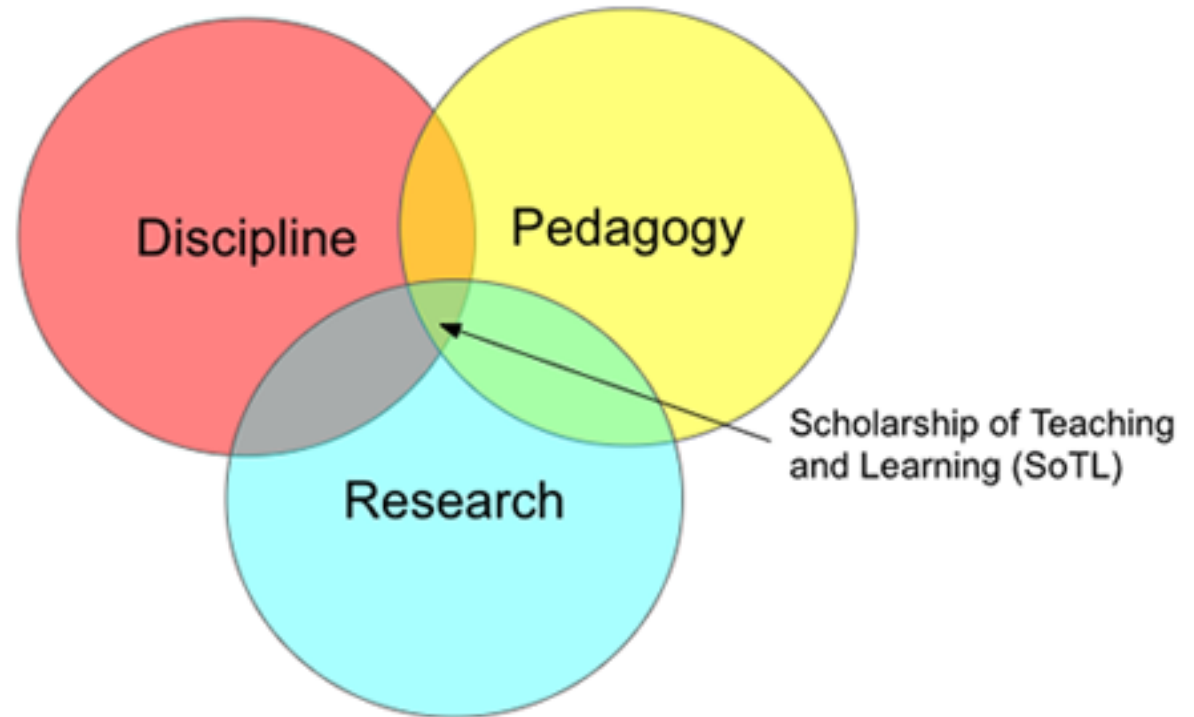 Discipline
Pedagogy
Research
Scholarship of Teaching
and Learning (SoTL)